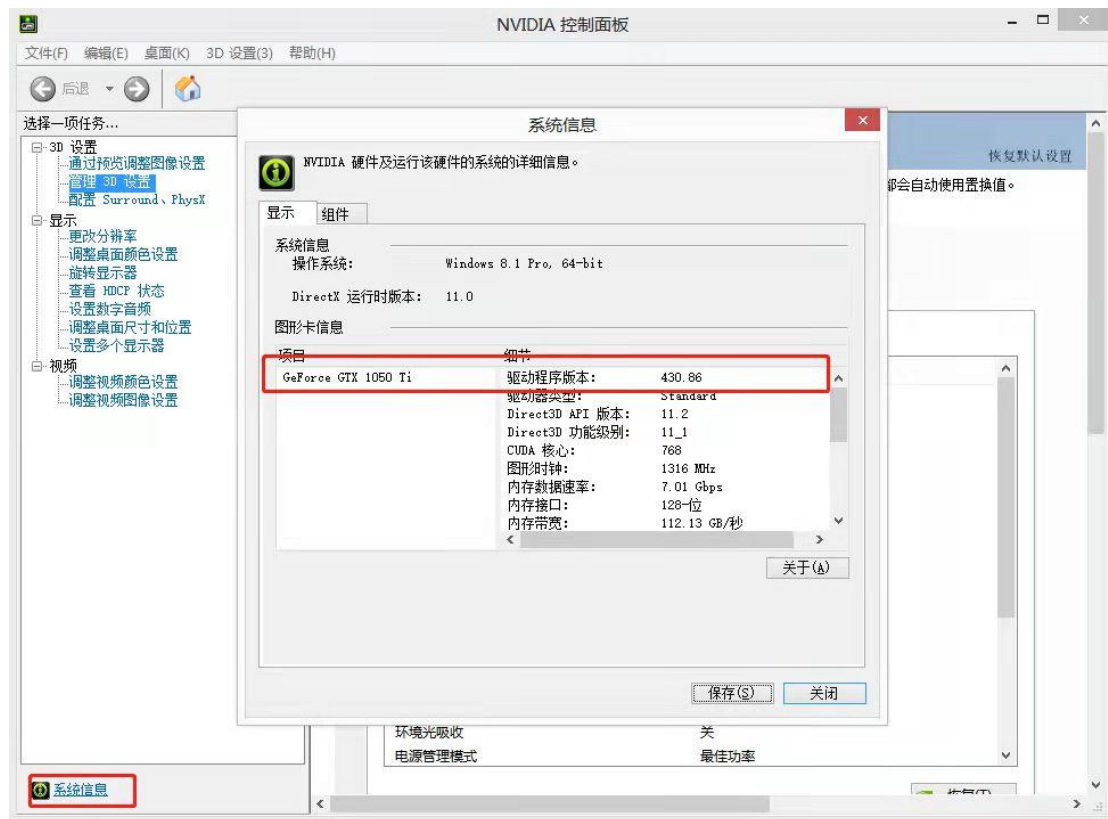 NVIDIA 控制面板
文件(F) 编辑(E) 桌面(K) 3D 设置(3) 帮助(H)
后退
选择一项任务...
3D 设置
通过预览调整图像设置
管理 3D 设置
配置 Surround、PhysX
显示
更改分辨率
调整桌面颜色设置
旋转显示器
查看 HDCP 状态
设置数字音频
调整桌面尺寸和位置
设置多个显示器
视频
调整视频颜色设置
调整视频图像设置
系统信息
恢复默认设置
都会自动使用置换值。
系统信息
NVIDIA 硬件及运行该硬件的系统的详细信息。
显示 组件
系统信息
操作系统: Windows 8.1 Pro, 64-bit
DirectX 运行时版本: 11.0
图形卡信息
项目 细节
GeForce GTX 1050 Ti 驱动程序版本: 430.86
驱动器类型: Standard
Direct3D API 版本: 11.2
Direct3D 功能级别: 11_1
CUDA 核心: 768
图形时钟: 1316 MHz
内存数据速率: 7.01 Gbps
内存接口: 128-位
内存带宽: 112.13 GB/秒
关于(A)
保存(S) 关闭
环境光吸收 关
电源管理模式 最佳功率
恢复(T)